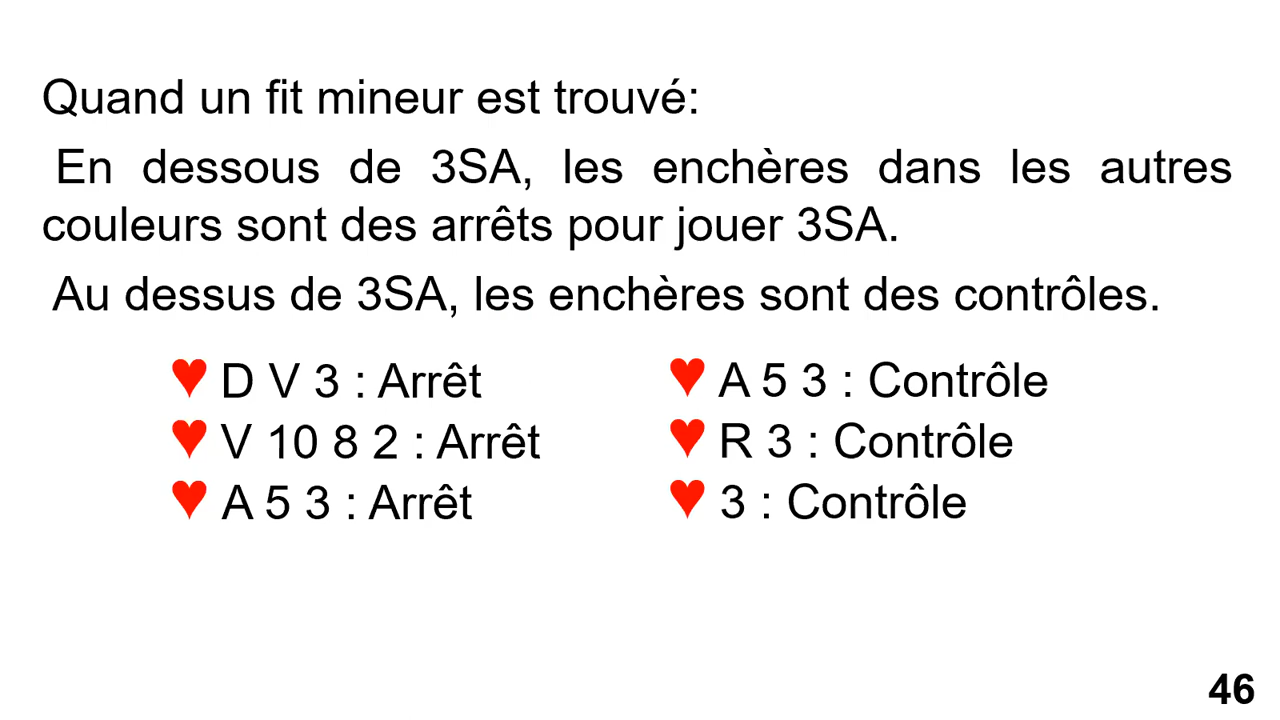 Quand un fit mineur est trouvé:
En dessous de 3SA, les enchères dans les autres
couleurs sont des arrêts pour jouer 3SA.
Au dessus de 3SA, les enchères sont des contrôles.
♥ D V 3 : Arrêt
♥ V 10 8 2 : Arrêt
♥ A 5 3 : Arrêt
♥ A 5 3 : Contrôle
♥ R 3 : Contrôle
♥ 3 : Contrôle
46